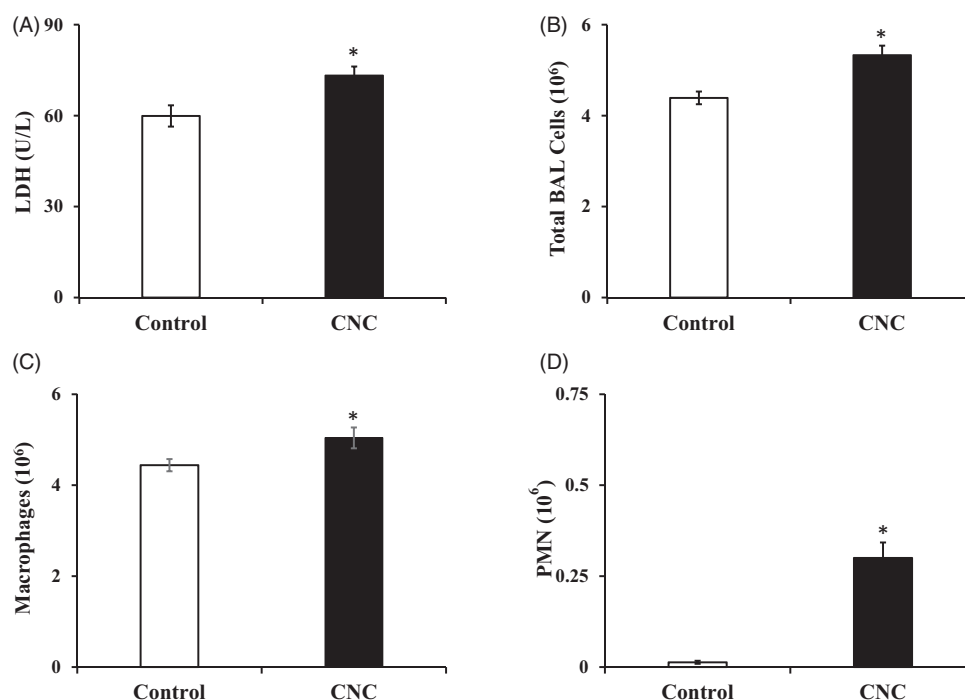 (A)
90
60
30
0
LDH (U/L)
*
Control
CNC
(B)
6
4
2
0
Total BAL Cells (10⁶)
*
Control
CNC
(C)
6
4
2
0
Macrophages (10⁶)
*
Control
CNC
(D)
0.75
0.5
0.25
0
PMN (10⁶)
*
Control
CNC